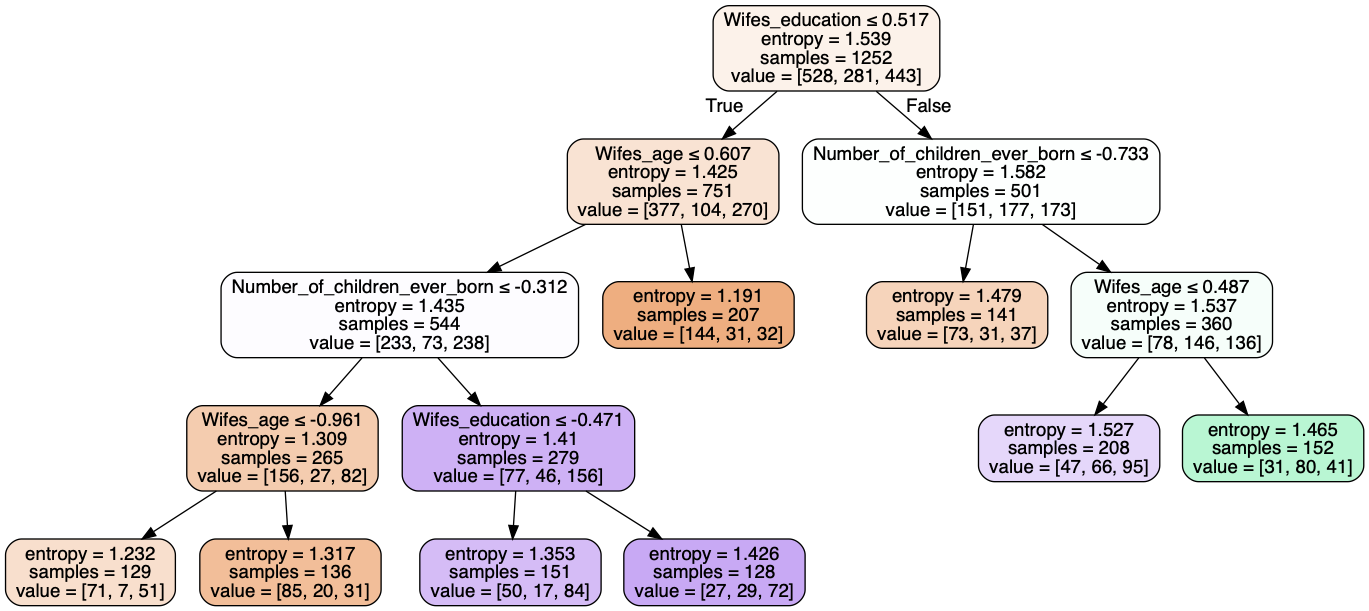 Wifes_education ≤ 0.517
entropy = 1.539
samples = 1252
value = [528, 281, 443]
True
False
Wifes_age ≤ 0.607
entropy = 1.425
samples = 751
value = [377, 104, 270]
Number_of_children_ever_born ≤ -0.733
entropy = 1.582
samples = 501
value = [151, 177, 173]
Number_of_children_ever_born ≤ -0.312
entropy = 1.435
samples = 544
value = [233, 73, 238]
entropy = 1.191
samples = 207
value = [144, 31, 32]
entropy = 1.479
samples = 141
value = [73, 31, 37]
Wifes_age ≤ 0.487
entropy = 1.537
samples = 360
value = [78, 146, 136]
Wifes_age ≤ -0.961
entropy = 1.309
samples = 265
value = [156, 27, 82]
Wifes_education ≤ -0.471
entropy = 1.41
samples = 279
value = [77, 46, 156]
entropy = 1.527
samples = 208
value = [47, 66, 95]
entropy = 1.465
samples = 152
value = [31, 80, 41]
entropy = 1.232
samples = 129
value = [71, 7, 51]
entropy = 1.317
samples = 136
value = [85, 20, 31]
entropy = 1.353
samples = 151
value = [50, 17, 84]
entropy = 1.426
samples = 128
value = [27, 29, 72]